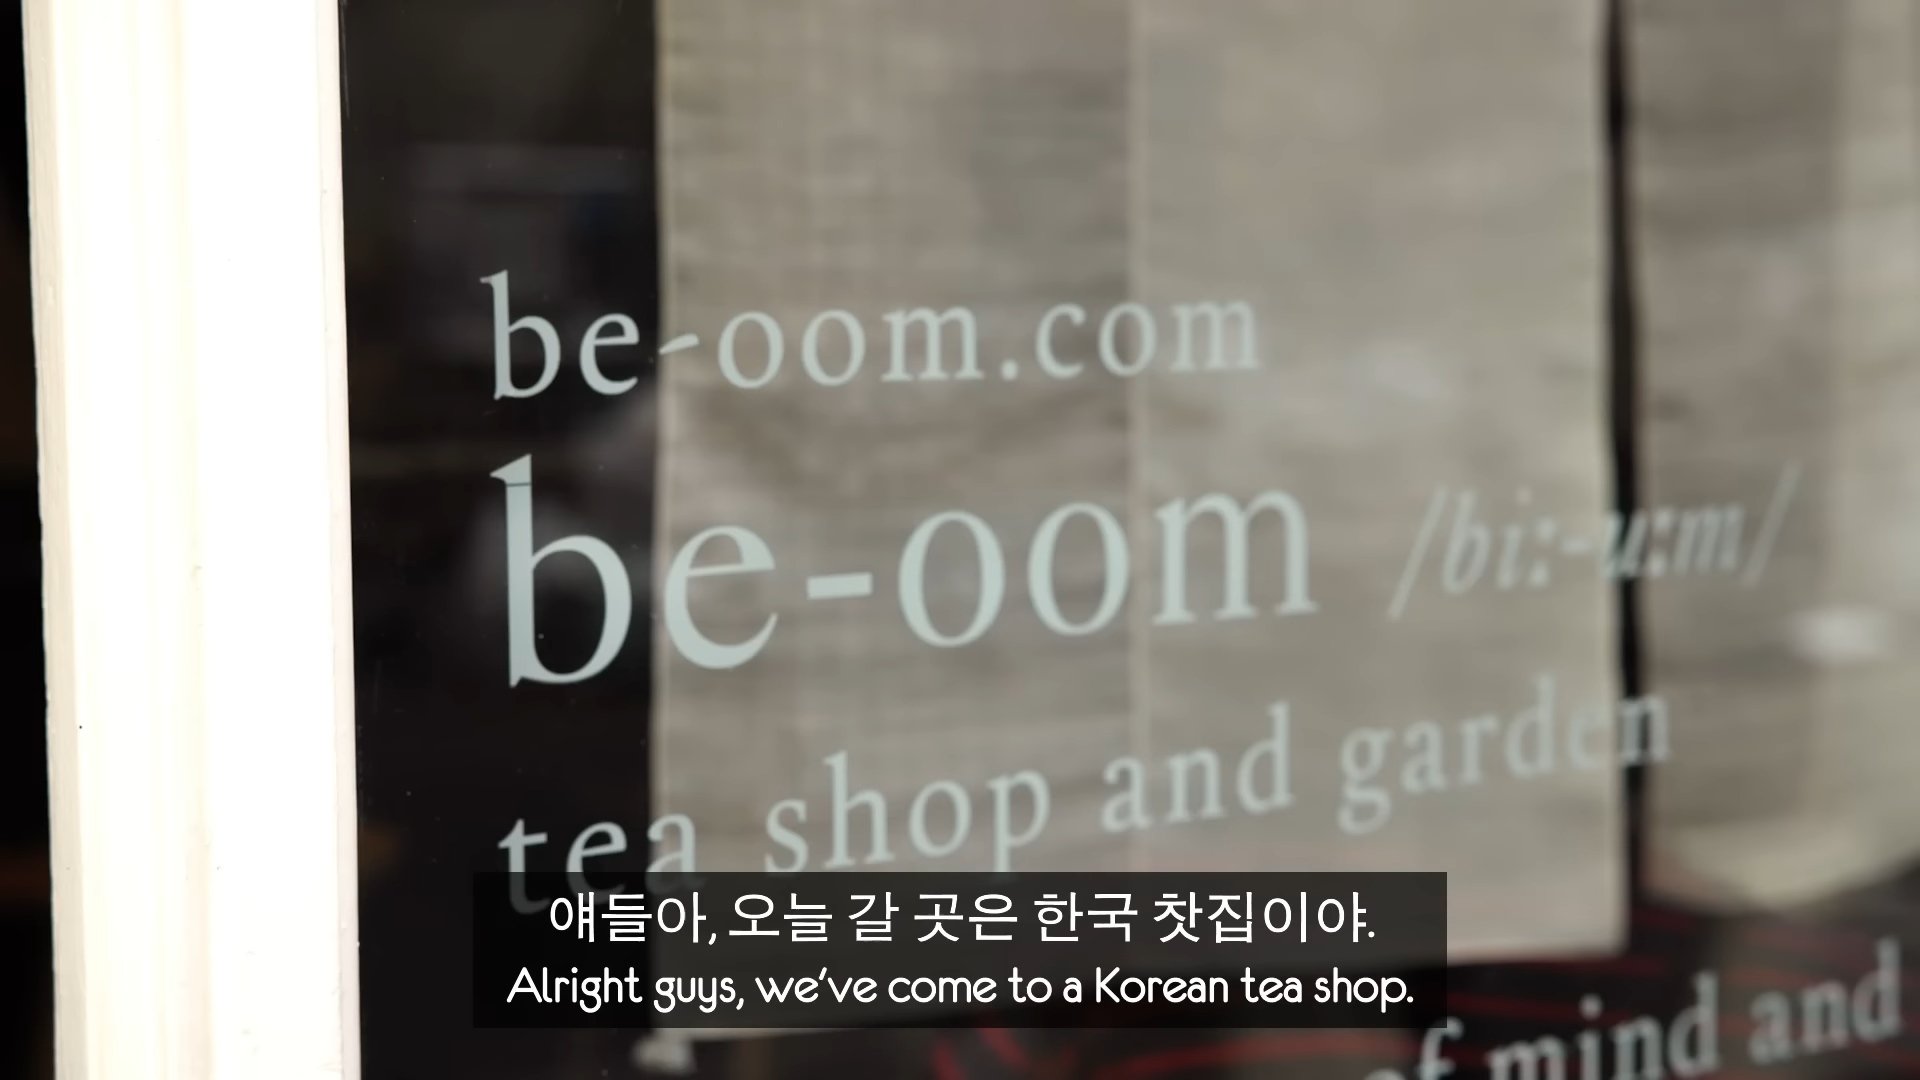 be-oom.com
be-oom /bi:-u:m/
tea shop and garden
of mind and
얘들아, 오늘 갈 곳은 한국 찻집이야.
Alright guys, we've come to a Korean tea shop.